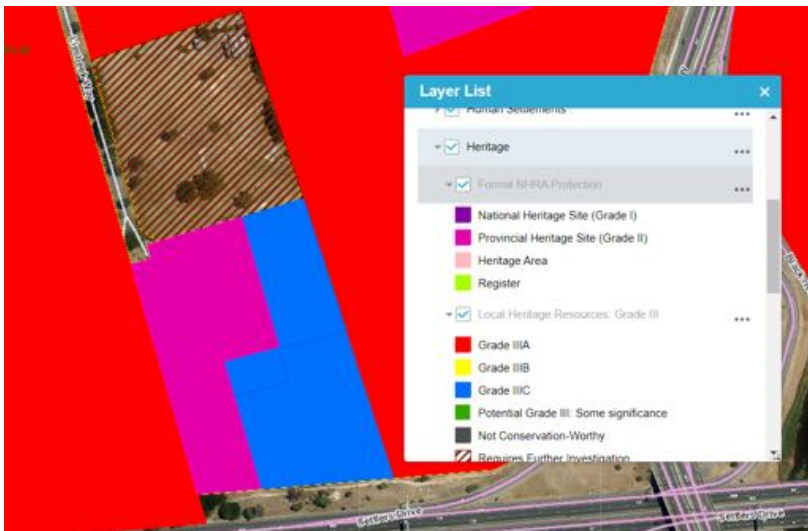 Layer List
Human Settlements
Heritage
Formal NHRA Protection
National Heritage Site (Grade I)
Provincial Heritage Site (Grade II)
Heritage Area
Register
Local Heritage Resources: Grade III
Grade IIIA
Grade IIIB
Grade IIIC
Potential Grade III: Some significance
Not Conservation-Worthy
Requires Further Investigation
Settlers Drive
Settlers Drive